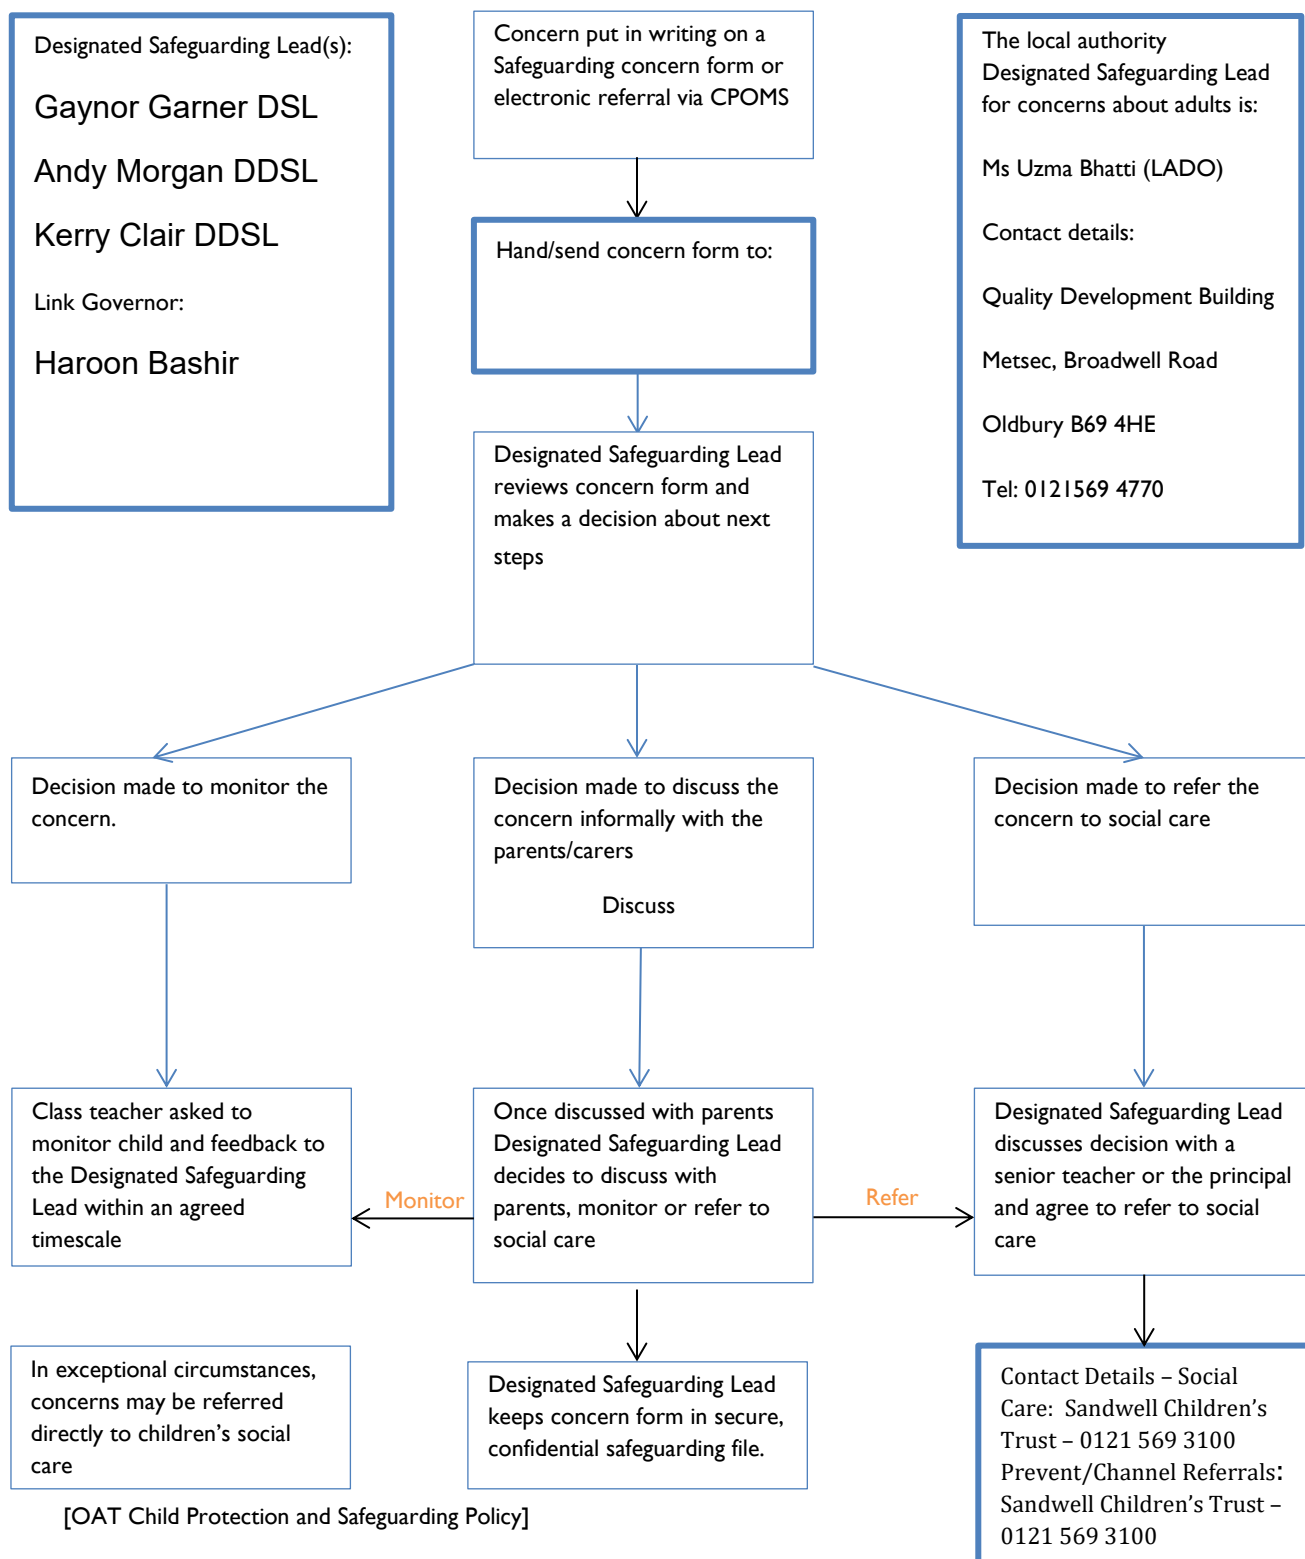 Designated Safeguarding Lead(s):
Gaynor Garner DSL
Andy Morgan DDSL
Kerry Clair DDSL
Link Governor:
Haroon Bashir
Concern put in writing on a
Safeguarding concern form or
electronic referral via CPOMS
The local authority
Designated Safeguarding Lead
for concerns about adults is:
Ms Uzma Bhatti (LADO)
Contact details:
Quality Development Building
Metsec, Broadwell Road
Oldbury B69 4HE
Tel: 0121569 4770
Hand/send concern form to:
Designated Safeguarding Lead
reviews concern form and
makes a decision about next
steps
Decision made to monitor the
concern.
Decision made to discuss the
concern informally with the
parents/carers
Discuss
Decision made to refer the
concern to social care
Class teacher asked to
monitor child and feedback to
the Designated Safeguarding
Lead within an agreed
timescale
Monitor
Once discussed with parents
Designated Safeguarding Lead
decides to discuss with
parents, monitor or refer to
social care
Refer
Designated Safeguarding Lead
discusses decision with a
senior teacher or the principal
and agree to refer to social
care
In exceptional circumstances,
concerns may be referred
directly to children's social
care
Designated Safeguarding Lead
keeps concern form in secure,
confidential safeguarding file.
Contact Details – Social
Care:  Sandwell Children's
Trust – 0121 569 3100
Prevent/Channel Referrals:
Sandwell Children's Trust –
0121 569 3100
[OAT Child Protection and Safeguarding Policy]